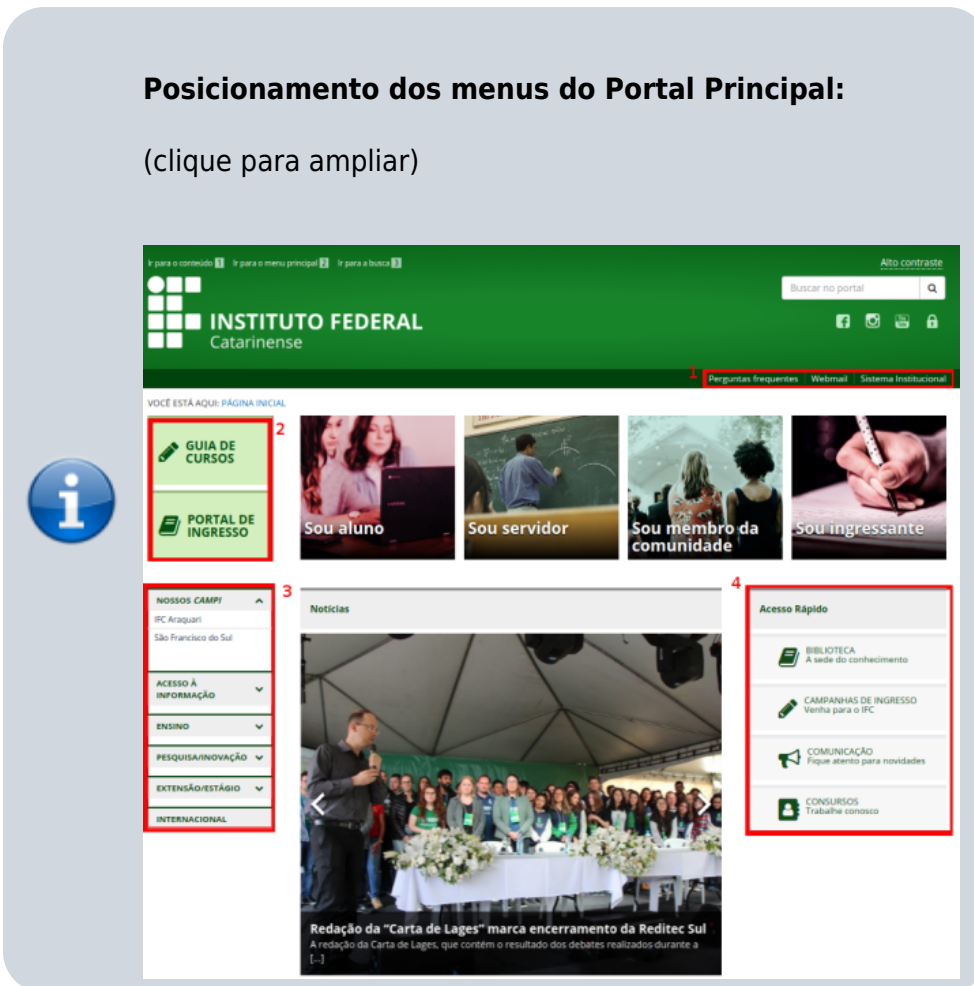 Posicionamento dos menus do Portal Principal:
(clique para ampliar)
Ir para o conteúdo 1 Ir para o menu principal 2 Ir para a busca 3
Alto contraste
Buscar no portal
INSTITUTO FEDERAL
Catarinense
1
Perguntas frequentes Webmail Sistema Institucional
VOCÊ ESTÁ AQUI: PÁGINA INICIAL
2
GUIA DE
CURSOS
PORTAL DE
INGRESSO
Sou aluno
Sou servidor
Sou membro da
comunidade
Sou ingressante
3
NOSSOS CAMPI
IFC Araquari
São Francisco do Sul
ACESSO À
INFORMAÇÃO
ENSINO
PESQUISA/INOVAÇÃO
EXTENSÃO/ESTÁGIO
INTERNACIONAL
Notícias
Redação da “Carta de Lages” marca encerramento da Reditec Sul
A redação da Carta de Lages, que contém o resultado dos debates realizados durante a
[...]
4
Acesso Rápido
BIBLIOTECA
A sede do conhecimento
CAMPANHAS DE INGRESSO
Venha para o IFC
COMUNICAÇÃO
Fique atento para novidades
CONSURSOS
Trabalhe conosco